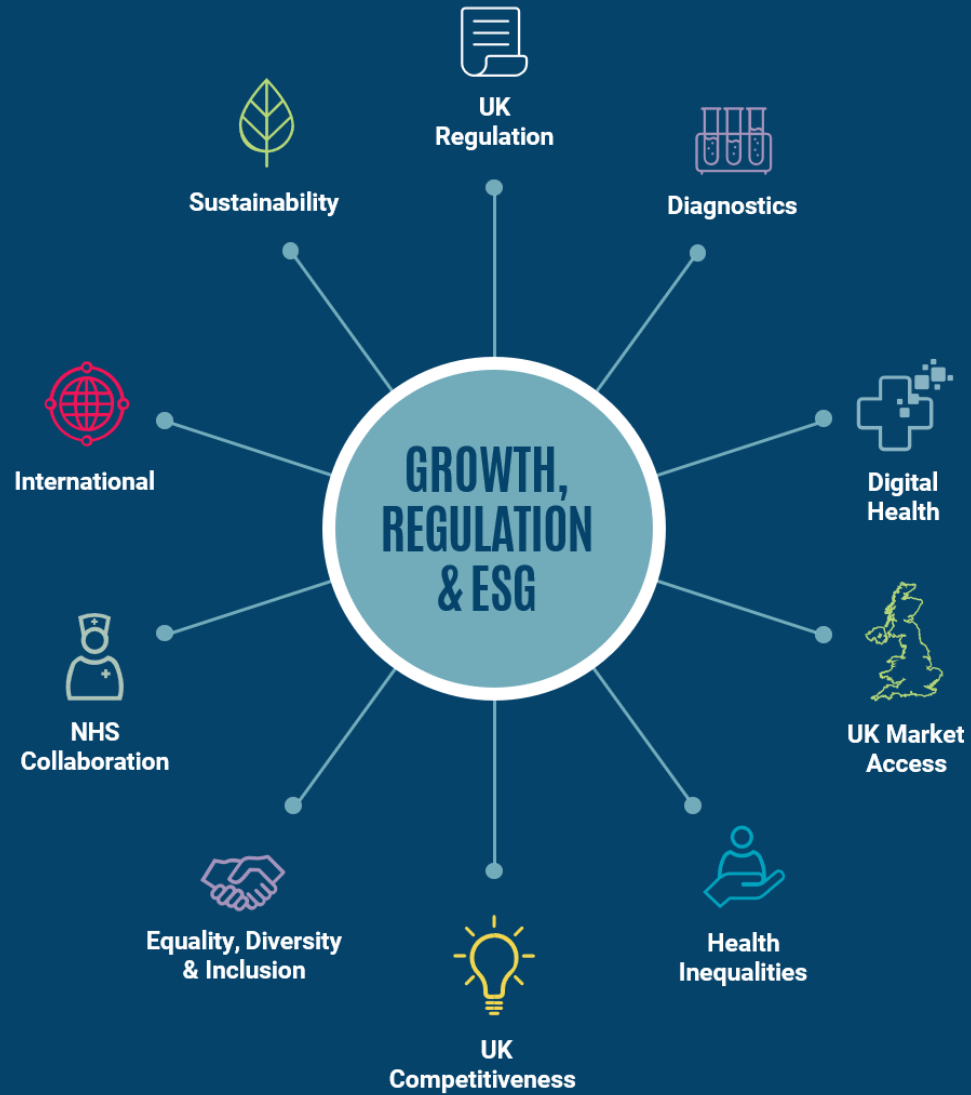 UK
Regulation
Sustainability
Diagnostics
International
Digital
Health
GROWTH,
REGULATION
& ESG
NHS
Collaboration
UK Market
Access
Equality, Diversity
& Inclusion
Health
Inequalities
UK
Competitiveness